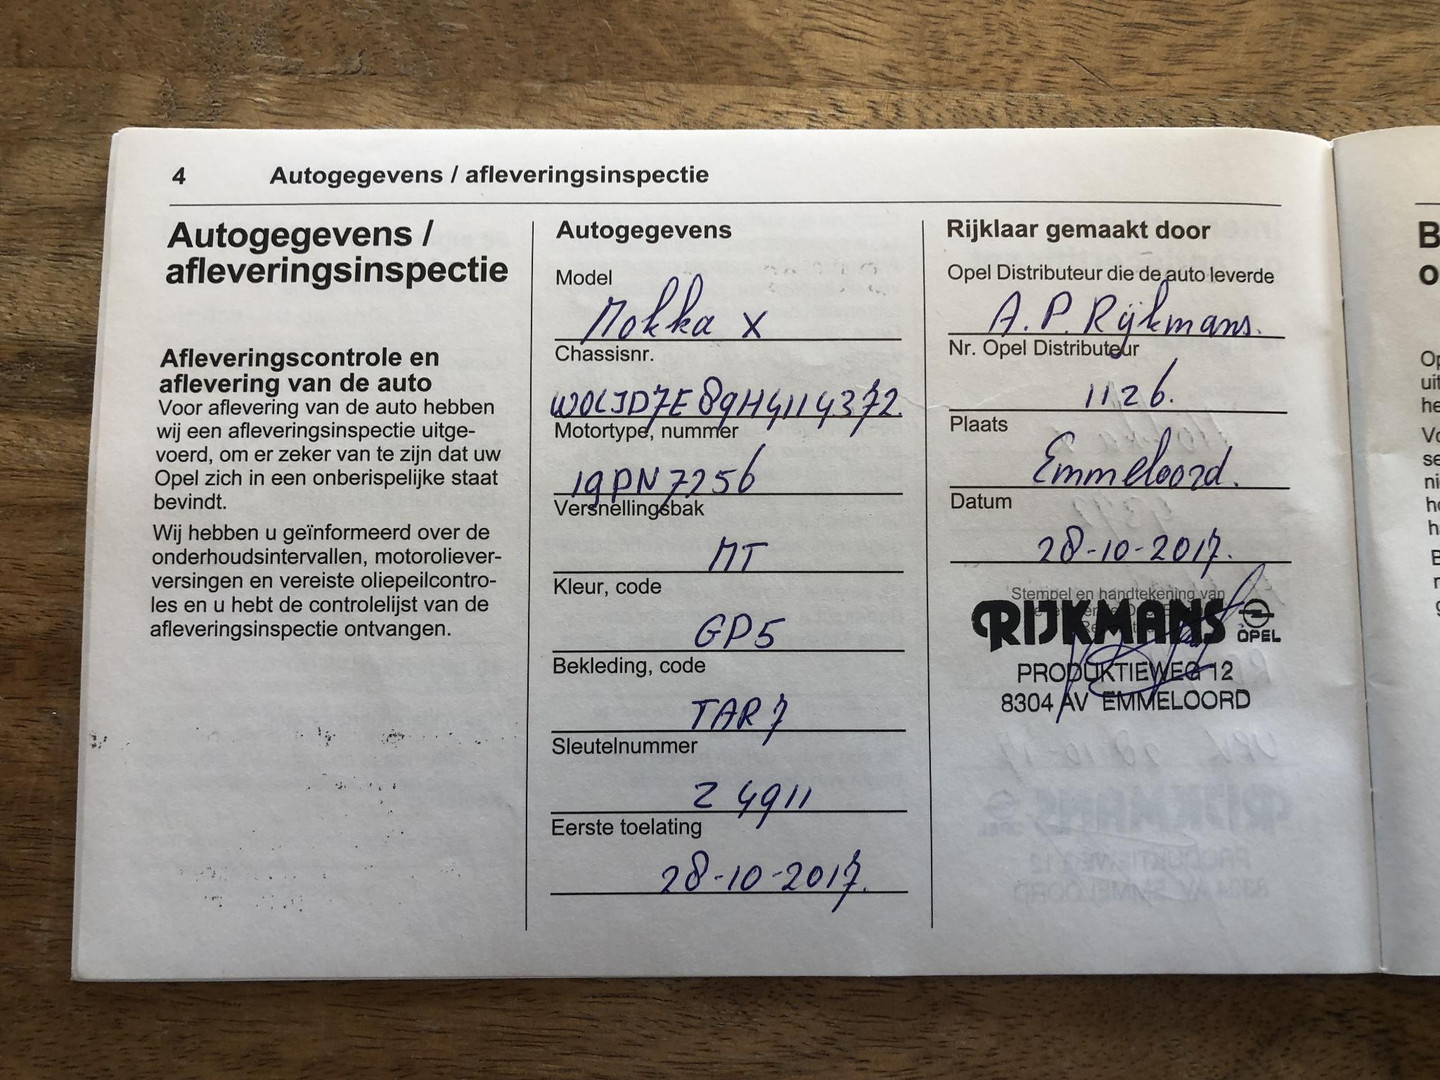 4 Autogegevens / afleveringsinspectie
Autogegevens /
afleveringsinspectie
Afleveringscontrole en
aflevering van de auto
Voor aflevering van de auto hebben
wij een afleveringsinspectie uitge-
voerd, om er zeker van te zijn dat uw
Opel zich in een onberispelijke staat
bevindt.
Wij hebben u geïnformeerd over de
onderhoudsintervallen, motoroliever-
versingen en vereiste oliepeilcontro-
les en u hebt de controlelijst van de
afleveringsinspectie ontvangen.
Autogegevens
Model
Mokka X
Chassisnr.
W0LJD7E89H4114372.
Motortype, nummer
19PN7256
Versnellingsbak
MT
Kleur, code
GP5
Bekleding, code
TAR7
Sleutelnummer
Z 4911
Eerste toelating
28-10-2017.
Rijklaar gemaakt door
Opel Distributeur die de auto leverde
A.P. Rijkmans.
Nr. Opel Distributeur
1126.
Plaats
Emmeloord.
Datum
28-10-2017.
Stempel en handtekening van
RIJKMANS OPEL
PRODUKTIEWEG 12
8304 AV EMMELOORD